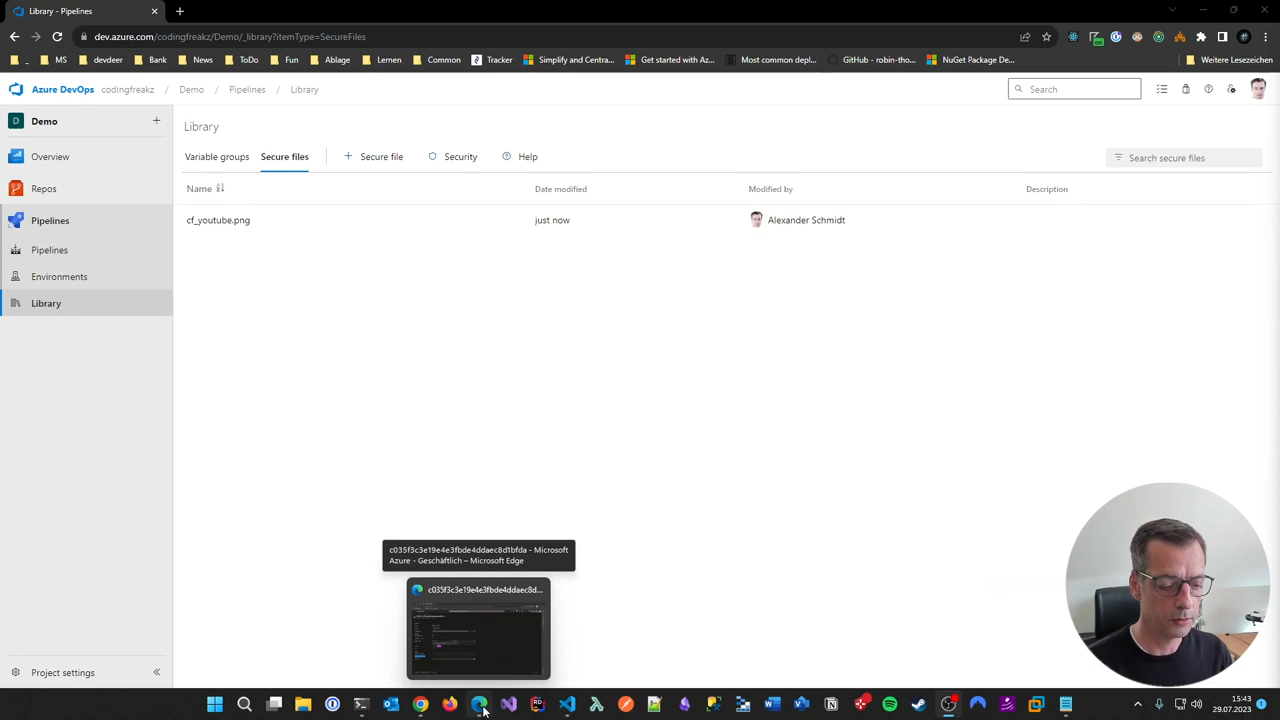 Library - Pipelines
dev.azure.com/codingfreakz/Demo/_library?itemType=SecureFiles
_ MS devdeer Bank News ToDo Fun Ablage Lernen Common Tracker Simplify and Centra... Get started with Az... Most common deplo... GitHub - robin-tho... NuGet Package De... Weitere Lesezeichen
Azure DevOps codingfreakz / Demo / Pipelines / Library Search
D Demo
Library
Overview
Variable groups Secure files Secure file Security Help Search secure files
Repos
Name Date modified Modified by Description
Pipelines
cf_youtube.png just now Alexander Schmidt
Pipelines
Environments
Library
c035f3c3e19e4e3fbde4ddaec8d1bfda - Microsoft
Azure - Geschäftlich – Microsoft Edge
c035f3c3e19e4e3fbde4ddaec8d...
Project settings
15:43
29.07.2023